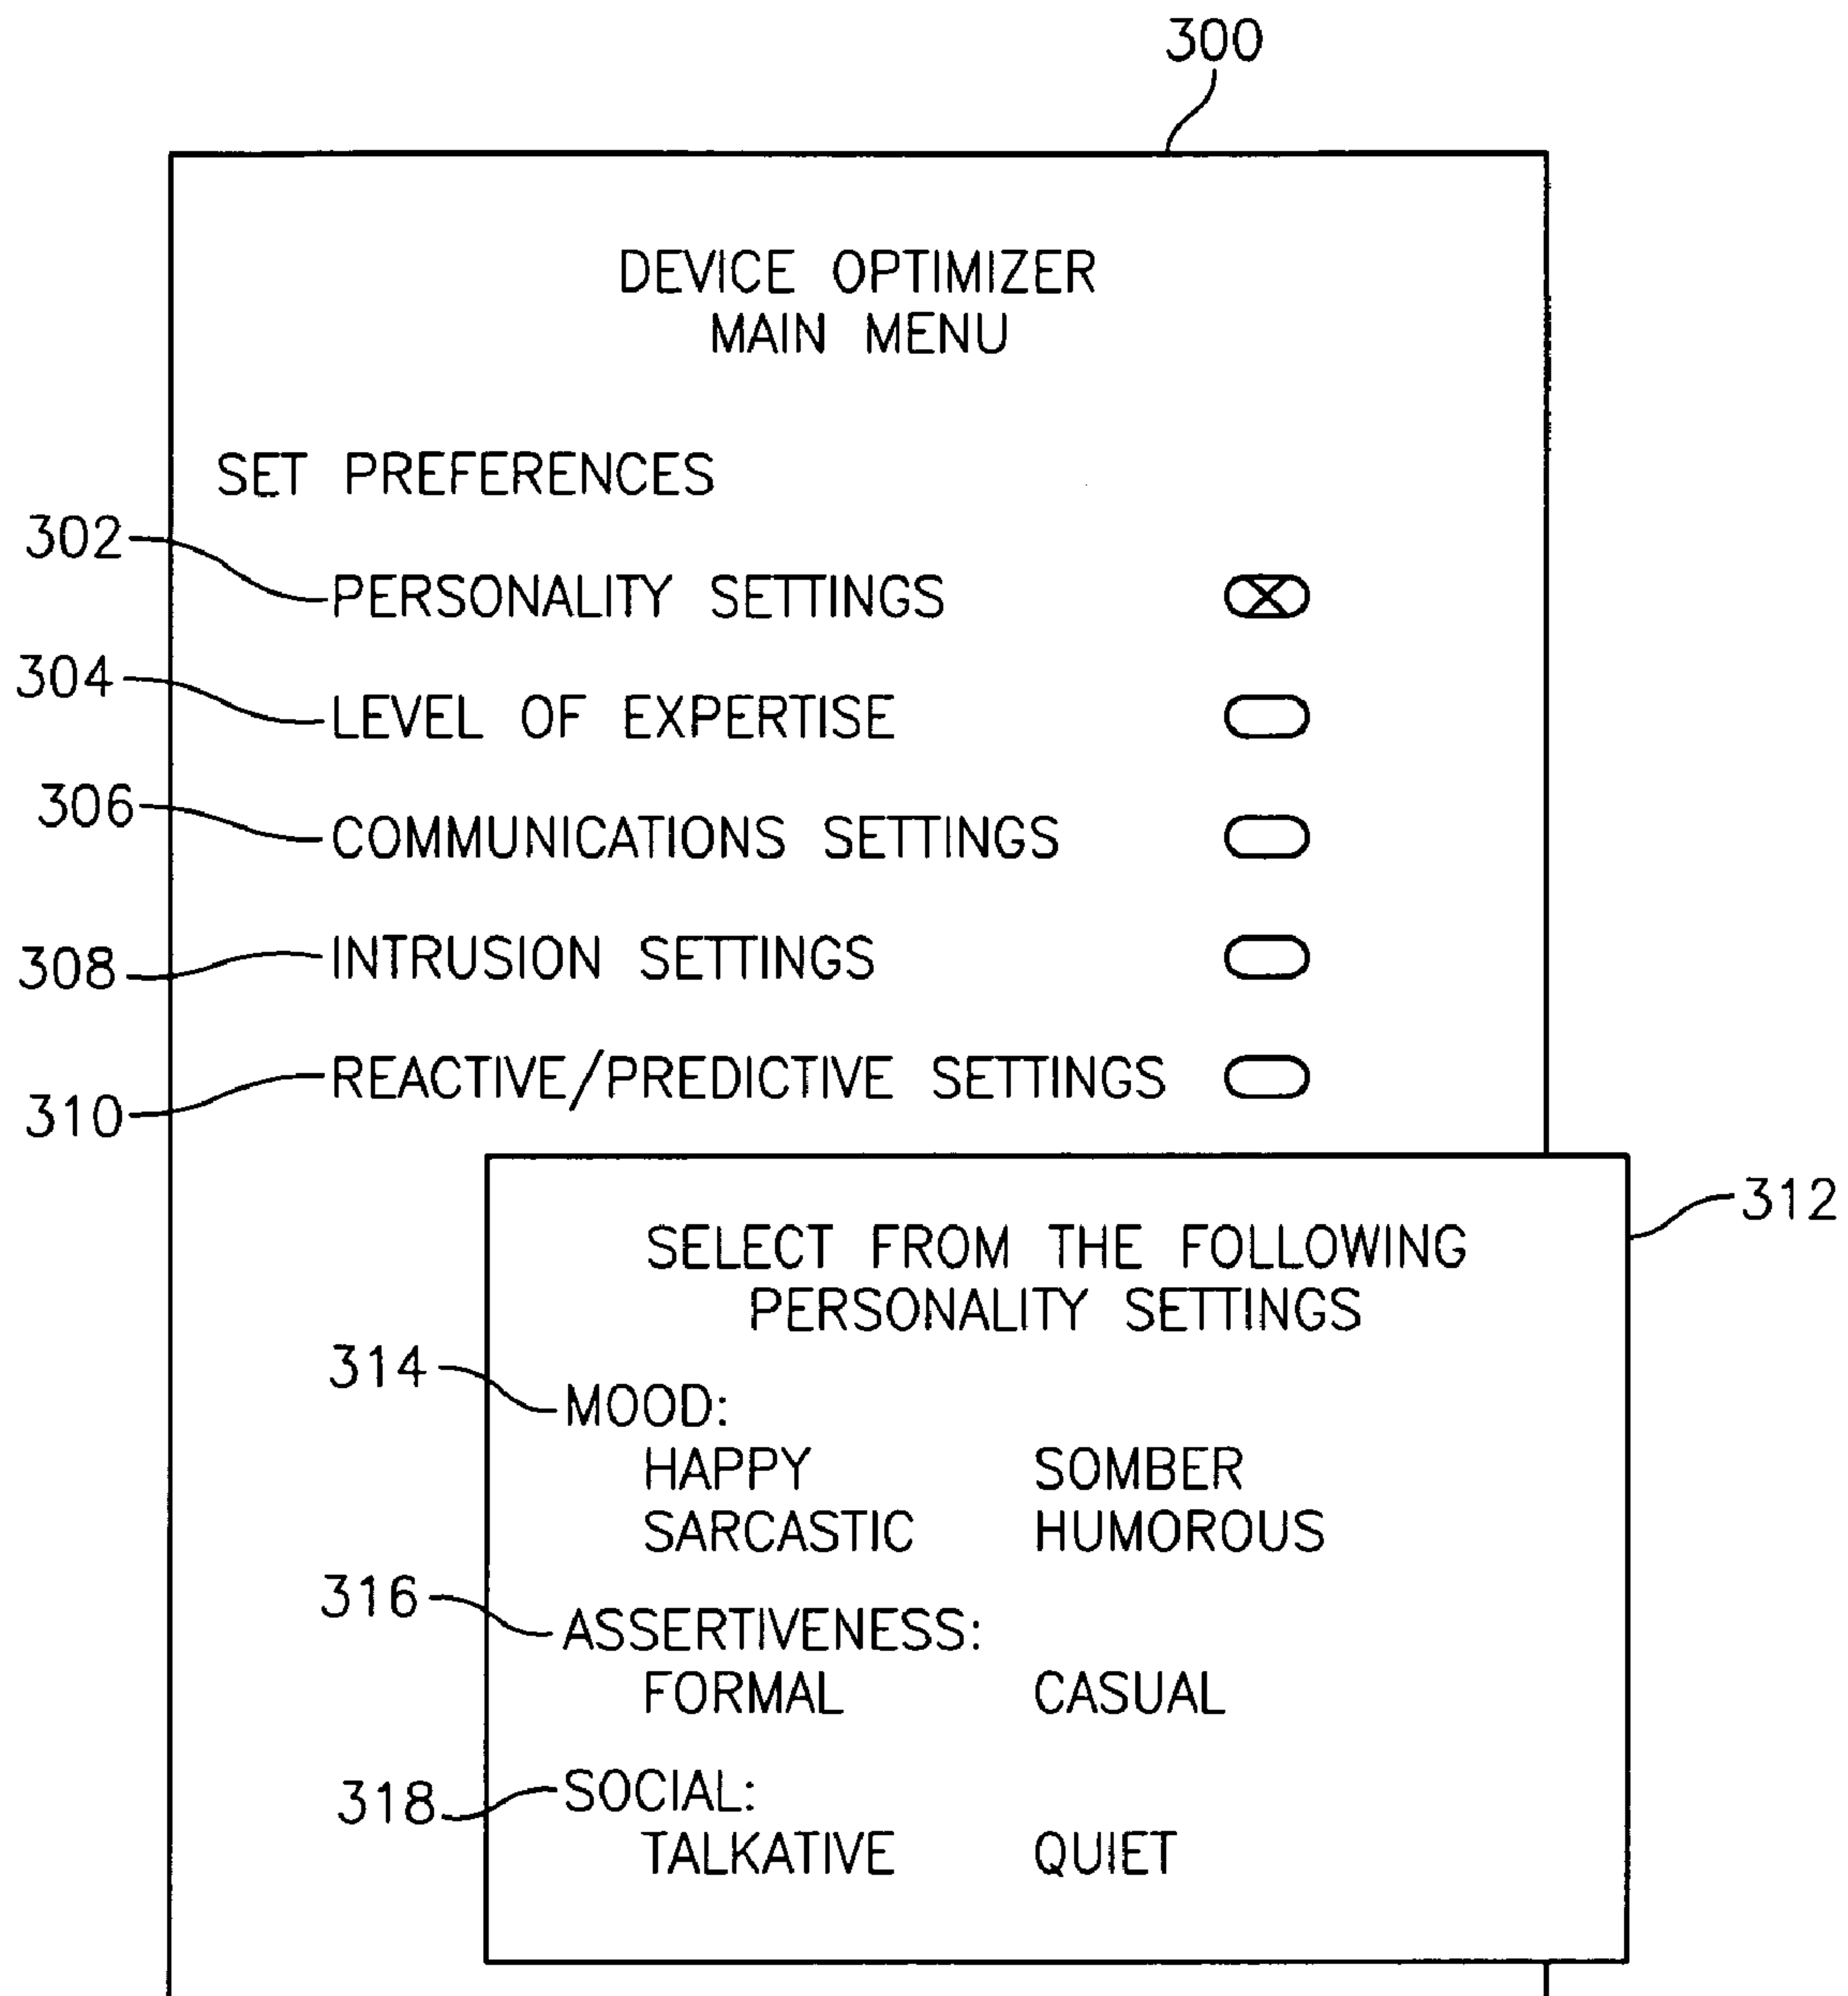 300
DEVICE OPTIMIZER
MAIN MENU
SET PREFERENCES
302
PERSONALITY SETTINGS
304
LEVEL OF EXPERTISE
306
COMMUNICATIONS SETTINGS
308
INTRUSION SETTINGS
310
REACTIVE/PREDICTIVE SETTINGS
312
SELECT FROM THE FOLLOWING
PERSONALITY SETTINGS
314
MOOD:
HAPPY SOMBER
SARCASTIC HUMOROUS
316
ASSERTIVENESS:
FORMAL CASUAL
318
SOCIAL:
TALKATIVE QUIET